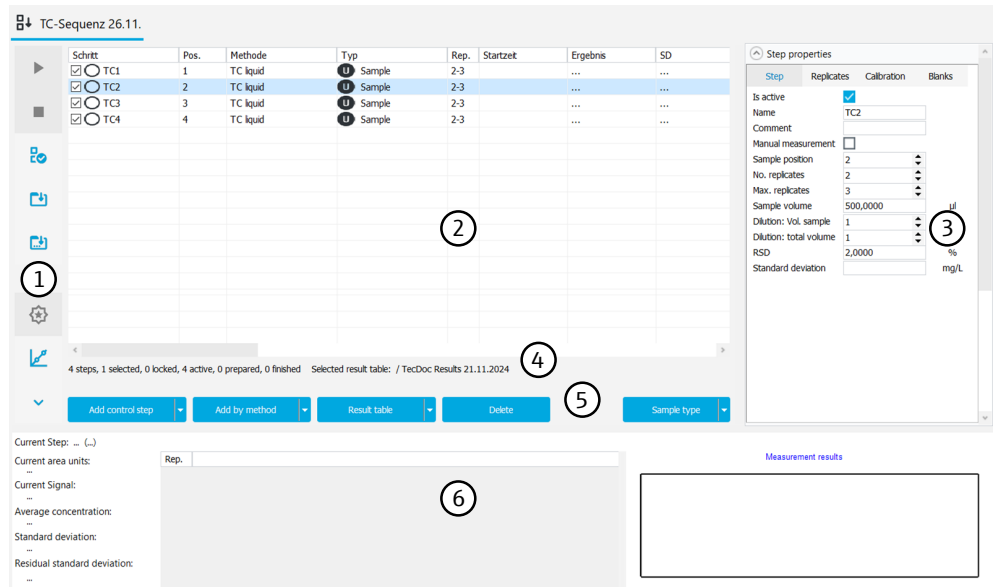 TC-Sequenz 26.11.
Schritt Pos. Methode Typ Rep. Startzeit Ergebnis SD
TC1 1 TC liquid U Sample 2-3 ... ...
TC2 2 TC liquid U Sample 2-3 ... ...
TC3 3 TC liquid U Sample 2-3 ... ...
TC4 4 TC liquid U Sample 2-3 ... ...
1
2
4 steps, 1 selected, 0 locked, 4 active, 0 prepared, 0 finished Selected result table: / TecDoc Results 21.11.2024
4
Add control step Add by method Result table Delete Sample type
5
Step properties
Step Replicates Calibration Blanks
Is active
Name TC2
Comment
Manual measurement
Sample position 2
No. replicates 2
Max. replicates 3
Sample volume 500,0000 µl
Dilution: Vol. sample 1
Dilution: total volume 1
RSD 2,0000 %
Standard deviation mg/L
3
Current Step: ... (...)
Current area units:
...
Current Signal:
...
Average concentration:
...
Standard deviation:
...
Residual standard deviation:
...
Rep.
6
Measurement results